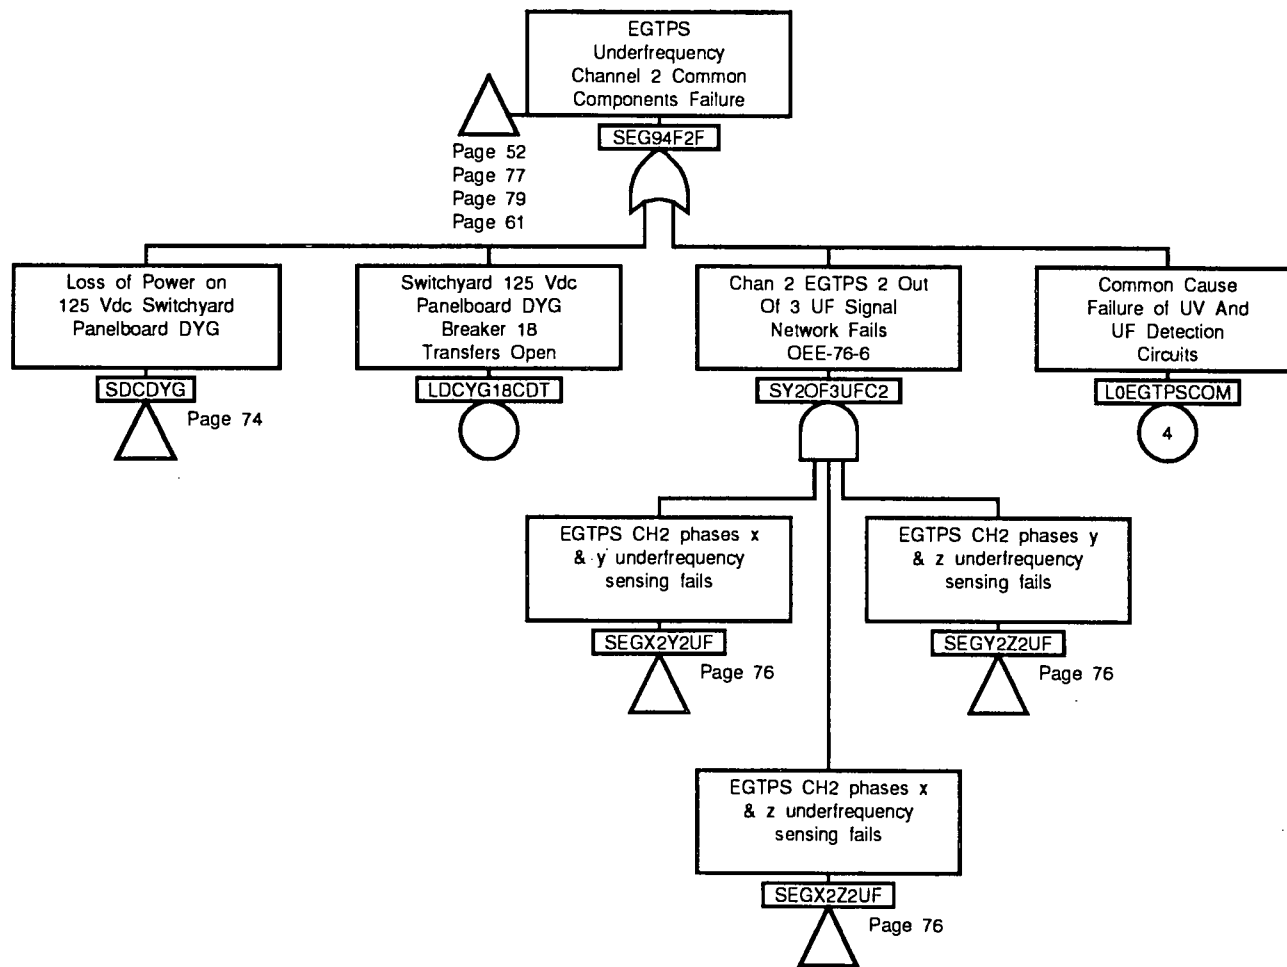 EGTPS
Underfrequency
Channel 2 Common
Components Failure
SEG94F2F
Page 52
Page 77
Page 79
Page 61
Loss of Power on
125 Vdc Switchyard
Panelboard DYG
SDCDYG
Page 74
Switchyard 125 Vdc
Panelboard DYG
Breaker 18
Transfers Open
LDCYG18CDT
Chan 2 EGTPS 2 Out
Of 3 UF Signal
Network Fails
OEE-76-6
SY2OF3UFC2
Common Cause
Failure of UV And
UF Detection
Circuits
L0EGTPSCOM
4
EGTPS CH2 phases x
& y underfrequency
sensing fails
SEGX2Y2UF
Page 76
EGTPS CH2 phases y
& z underfrequency
sensing fails
SEGY2Z2UF
Page 76
EGTPS CH2 phases x
& z underfrequency
sensing fails
SEGX2Z2UF
Page 76